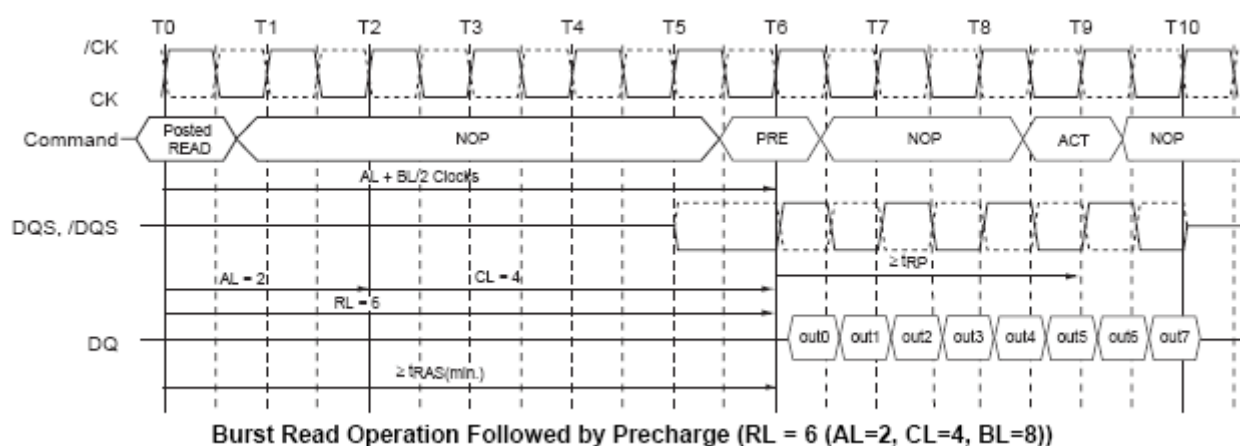 T0 T1 T2 T3 T4 T5 T6 T7 T8 T9 T10
/CK
CK
Command
Posted READ
NOP
PRE
NOP
ACT
NOP
AL + BL/2 Clocks
DQS, /DQS
≥ tRP
AL = 2
CL = 4
RL = 6
DQ
out0 out1 out2 out3 out4 out5 out6 out7
≥ tRAS(min.)
Burst Read Operation Followed by Precharge (RL = 6 (AL=2, CL=4, BL=8))